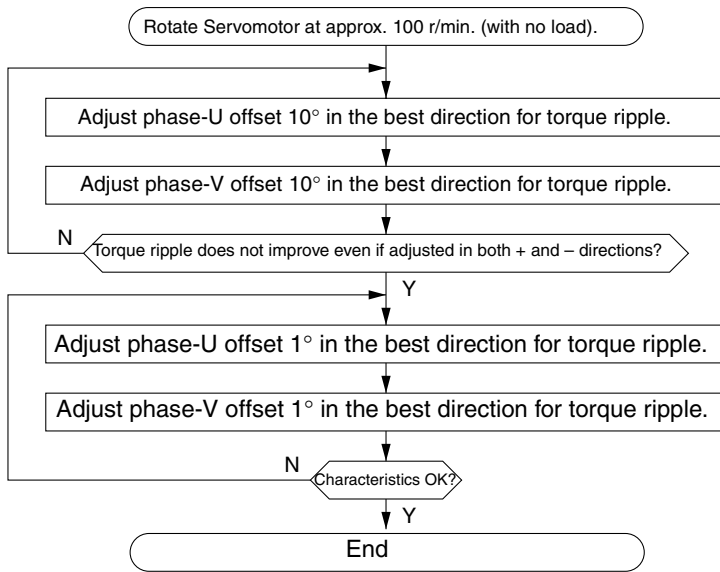 Rotate Servomotor at approx. 100 r/min. (with no load).
Adjust phase-U offset 10° in the best direction for torque ripple.
Adjust phase-V offset 10° in the best direction for torque ripple.
N
Torque ripple does not improve even if adjusted in both + and – directions?
Y
Adjust phase-U offset 1° in the best direction for torque ripple.
Adjust phase-V offset 1° in the best direction for torque ripple.
N
Characteristics OK?
Y
End